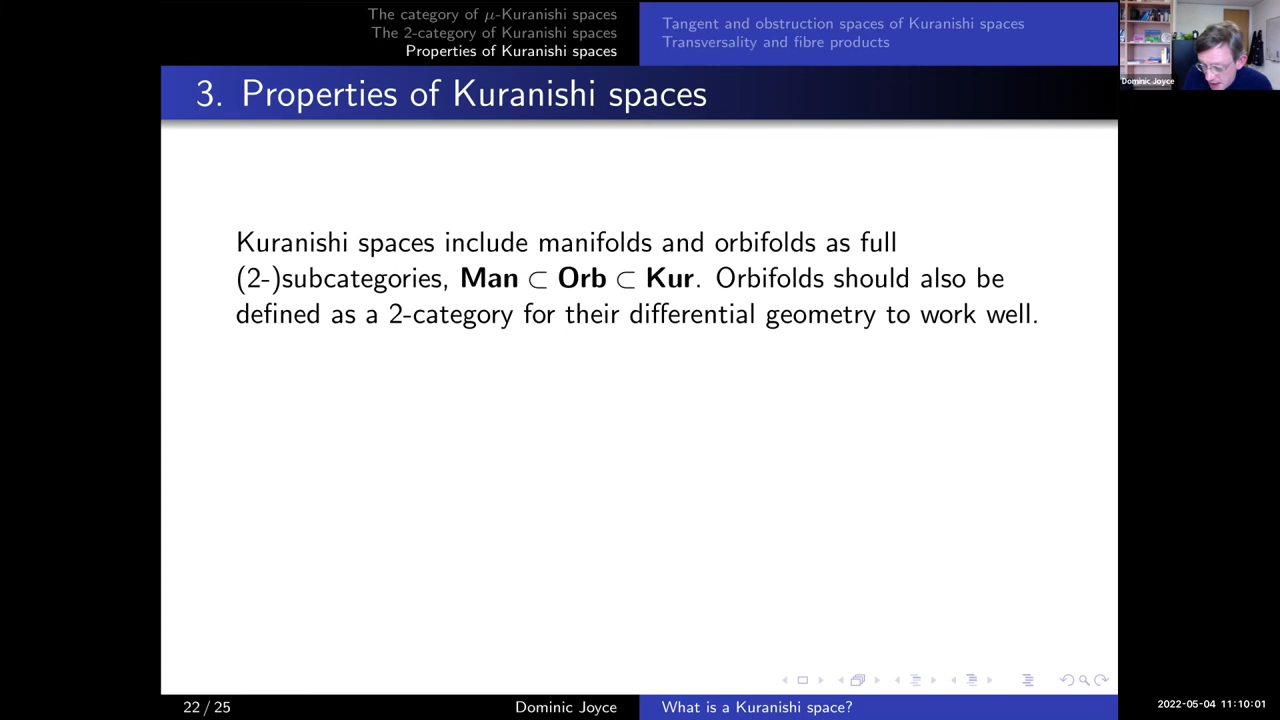 The category of μ-Kuranishi spaces
The 2-category of Kuranishi spaces
Properties of Kuranishi spaces
Tangent and obstruction spaces of Kuranishi spaces
Transversality and fibre products
Dominic Joyce
3. Properties of Kuranishi spaces
Kuranishi spaces include manifolds and orbifolds as full
(2-)subcategories, Man ⊂ Orb ⊂ Kur. Orbifolds should also be
defined as a 2-category for their differential geometry to work well.
22 / 25
Dominic Joyce
What is a Kuranishi space?
2022-05-04 11:10:01